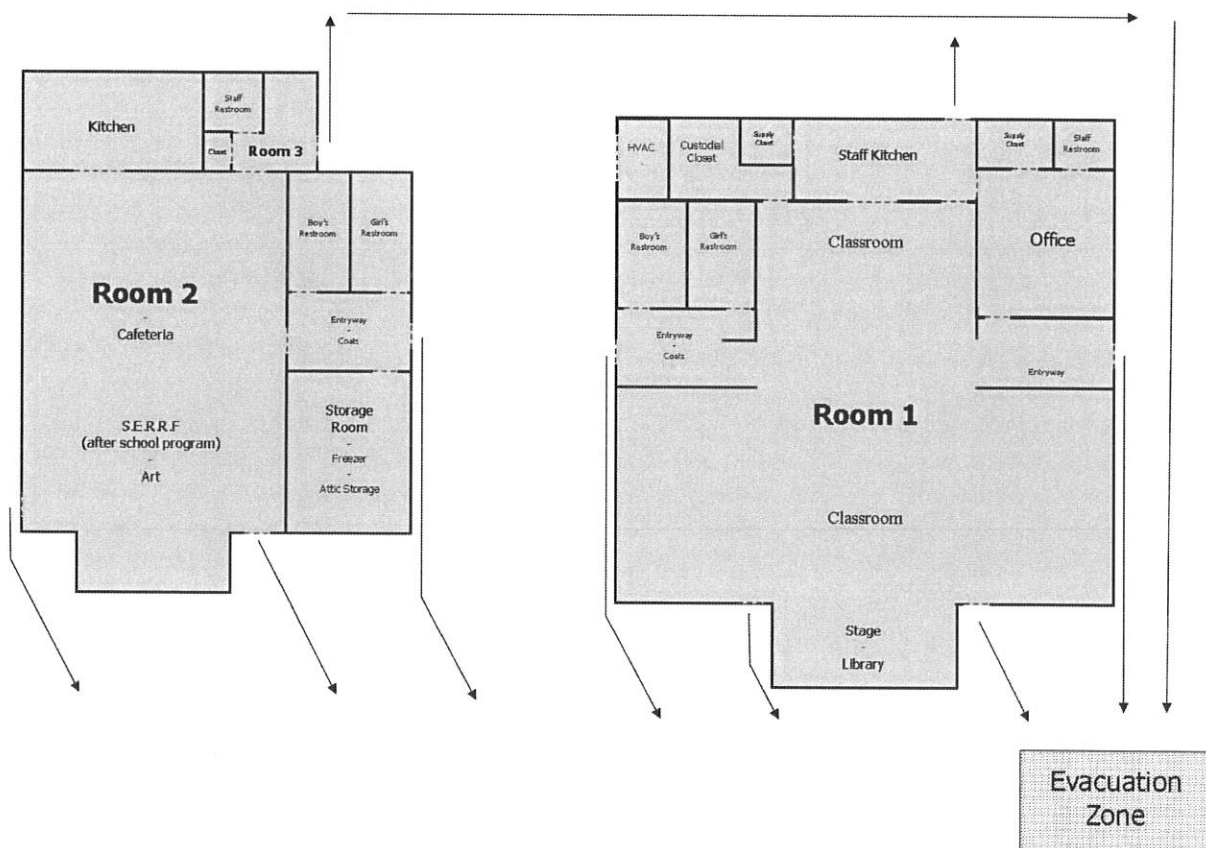 Kitchen
Staff
Restroom
Closet
Room 3
Boy's
Restroom
Girl's
Restroom
Room 2
-
Cafeteria
Entryway
-
Coats
S.E.R.R.F
(after school program)
-
Art
Storage
Room
-
Freezer
-
Attic Storage
HVAC
-
Custodial
Closet
Supply
Closet
Staff Kitchen
Supply
Closet
Staff
Restroom
Boy's
Restroom
Girl's
Restroom
Classroom
Office
Entryway
-
Coats
Entryway
Room 1
Classroom
Stage
-
Library
Evacuation
Zone